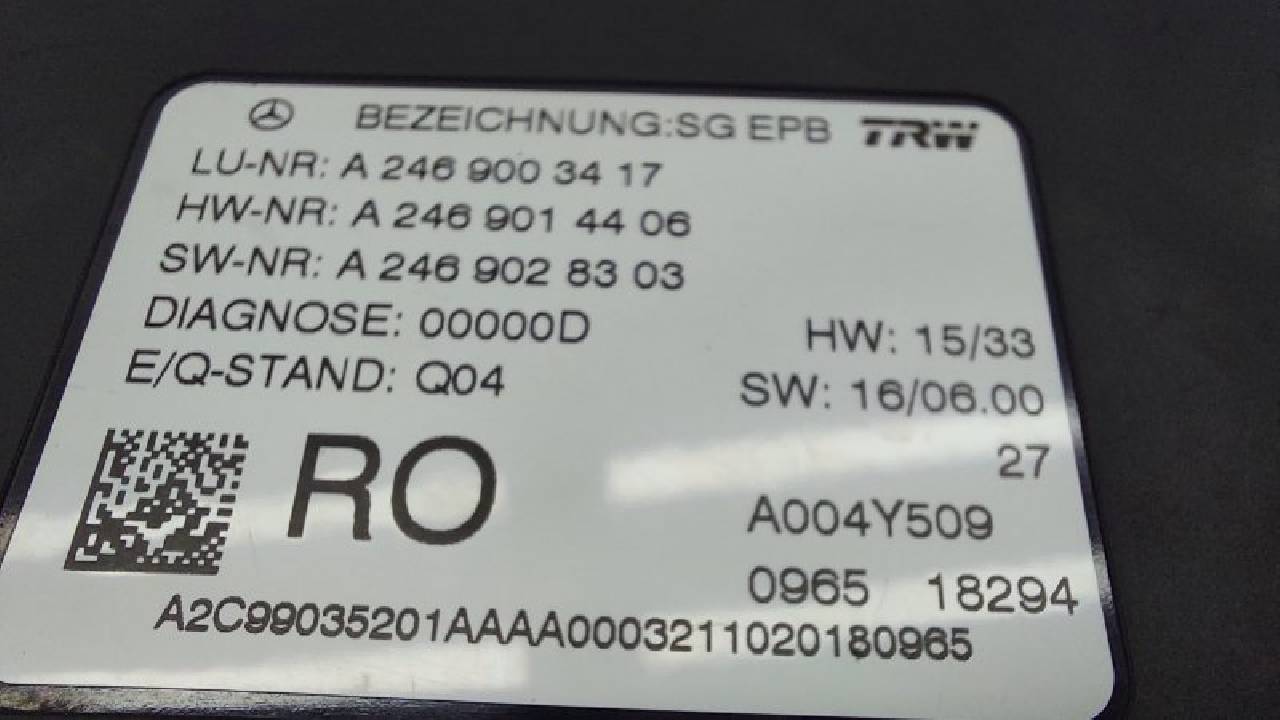 BEZEICHNUNG:SG EPB TRW
LU-NR: A 246 900 34 17
HW-NR: A 246 901 44 06
SW-NR: A 246 902 83 03
DIAGNOSE: 00000D
HW: 15/33
E/Q-STAND: Q04
SW: 16/06.00
27
RO
A004Y509
0965 18294
A2C99035201AAAA0003211020180965